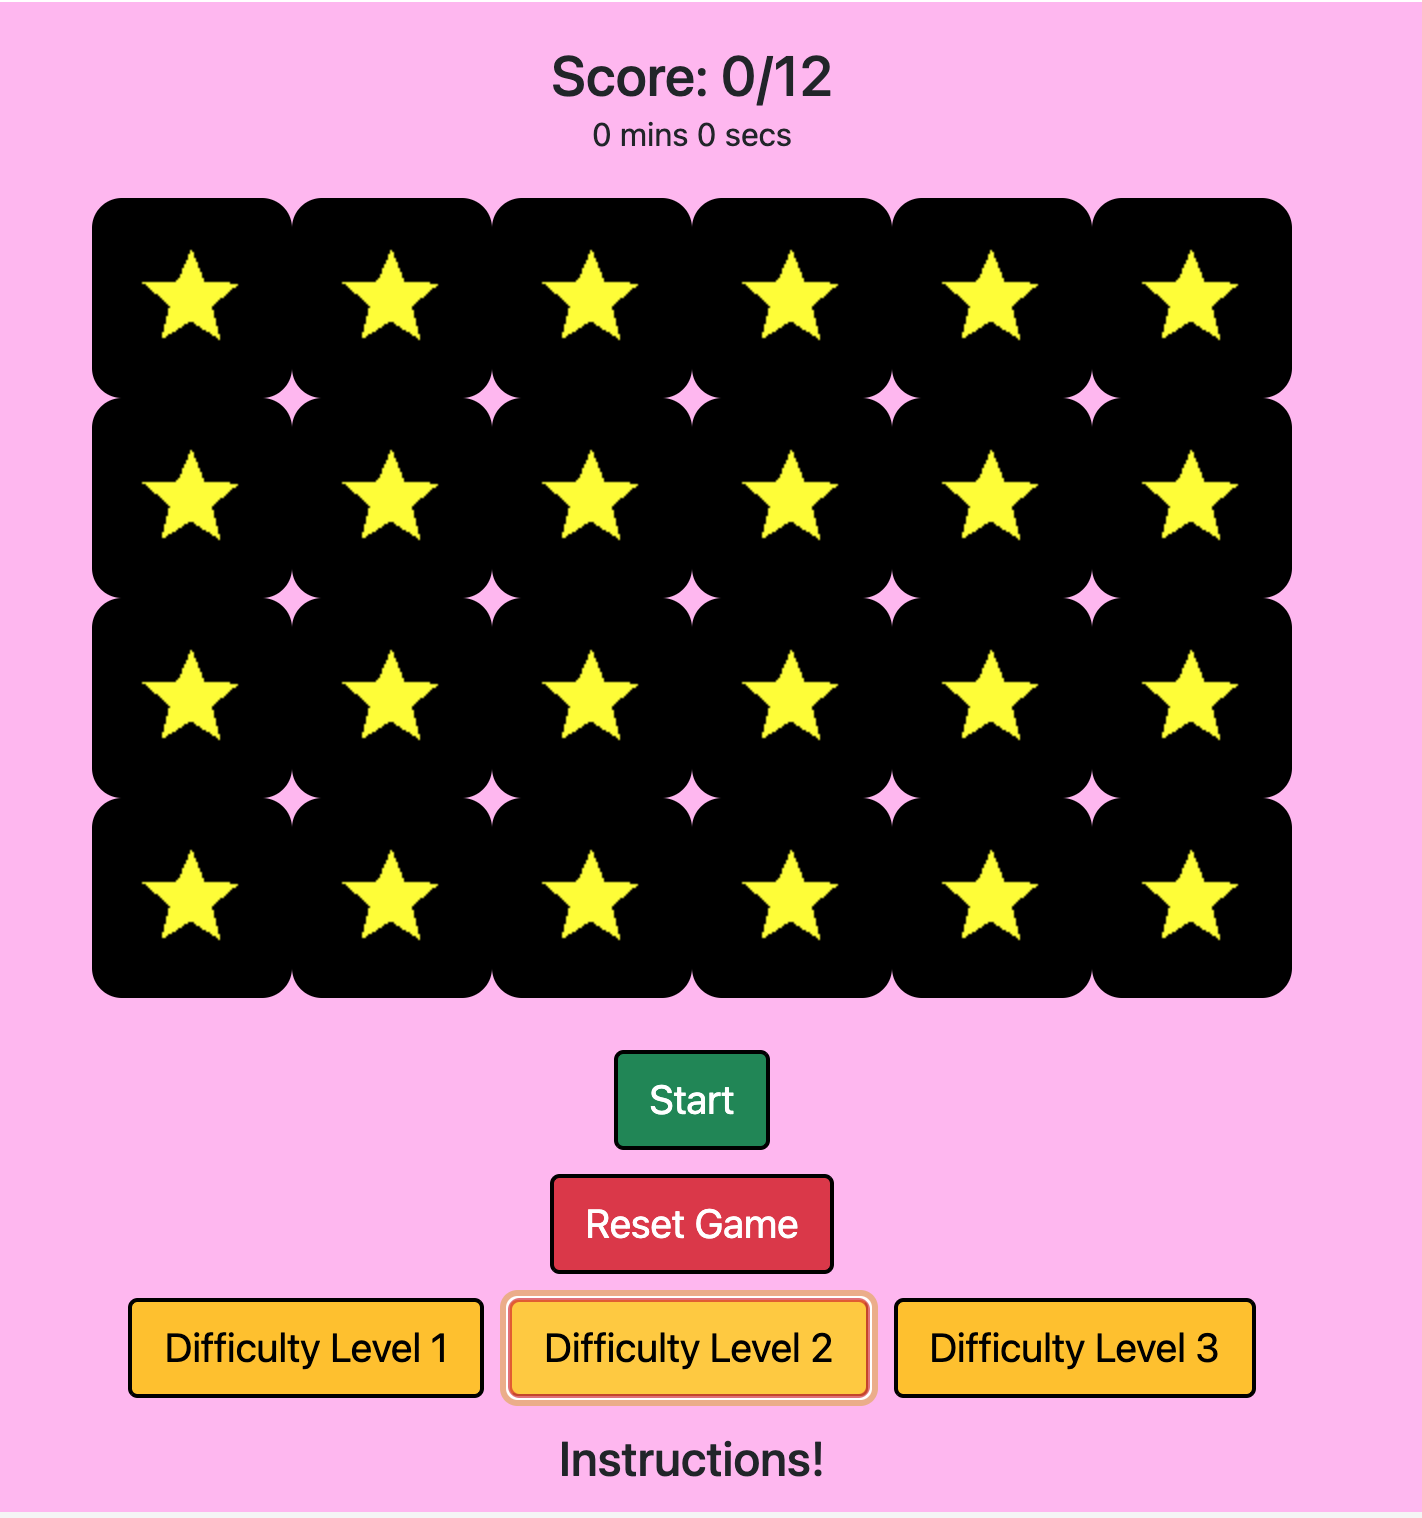 Score: 0/12
0 mins 0 secs
Start
Reset Game
Difficulty Level 1
Difficulty Level 2
Difficulty Level 3
Instructions!